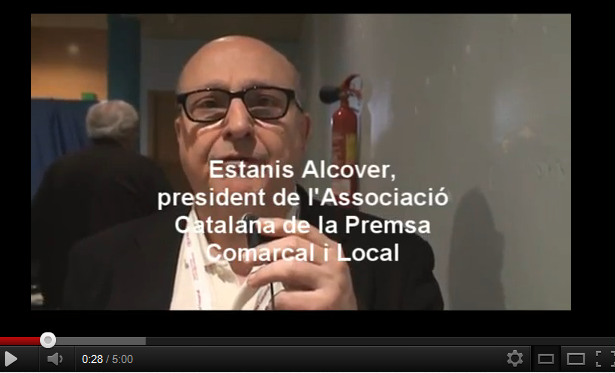 Estanis Alcover,
president de l'Associació
Catalana de la Premsa
Comarcal i Local
0:28 / 5:00